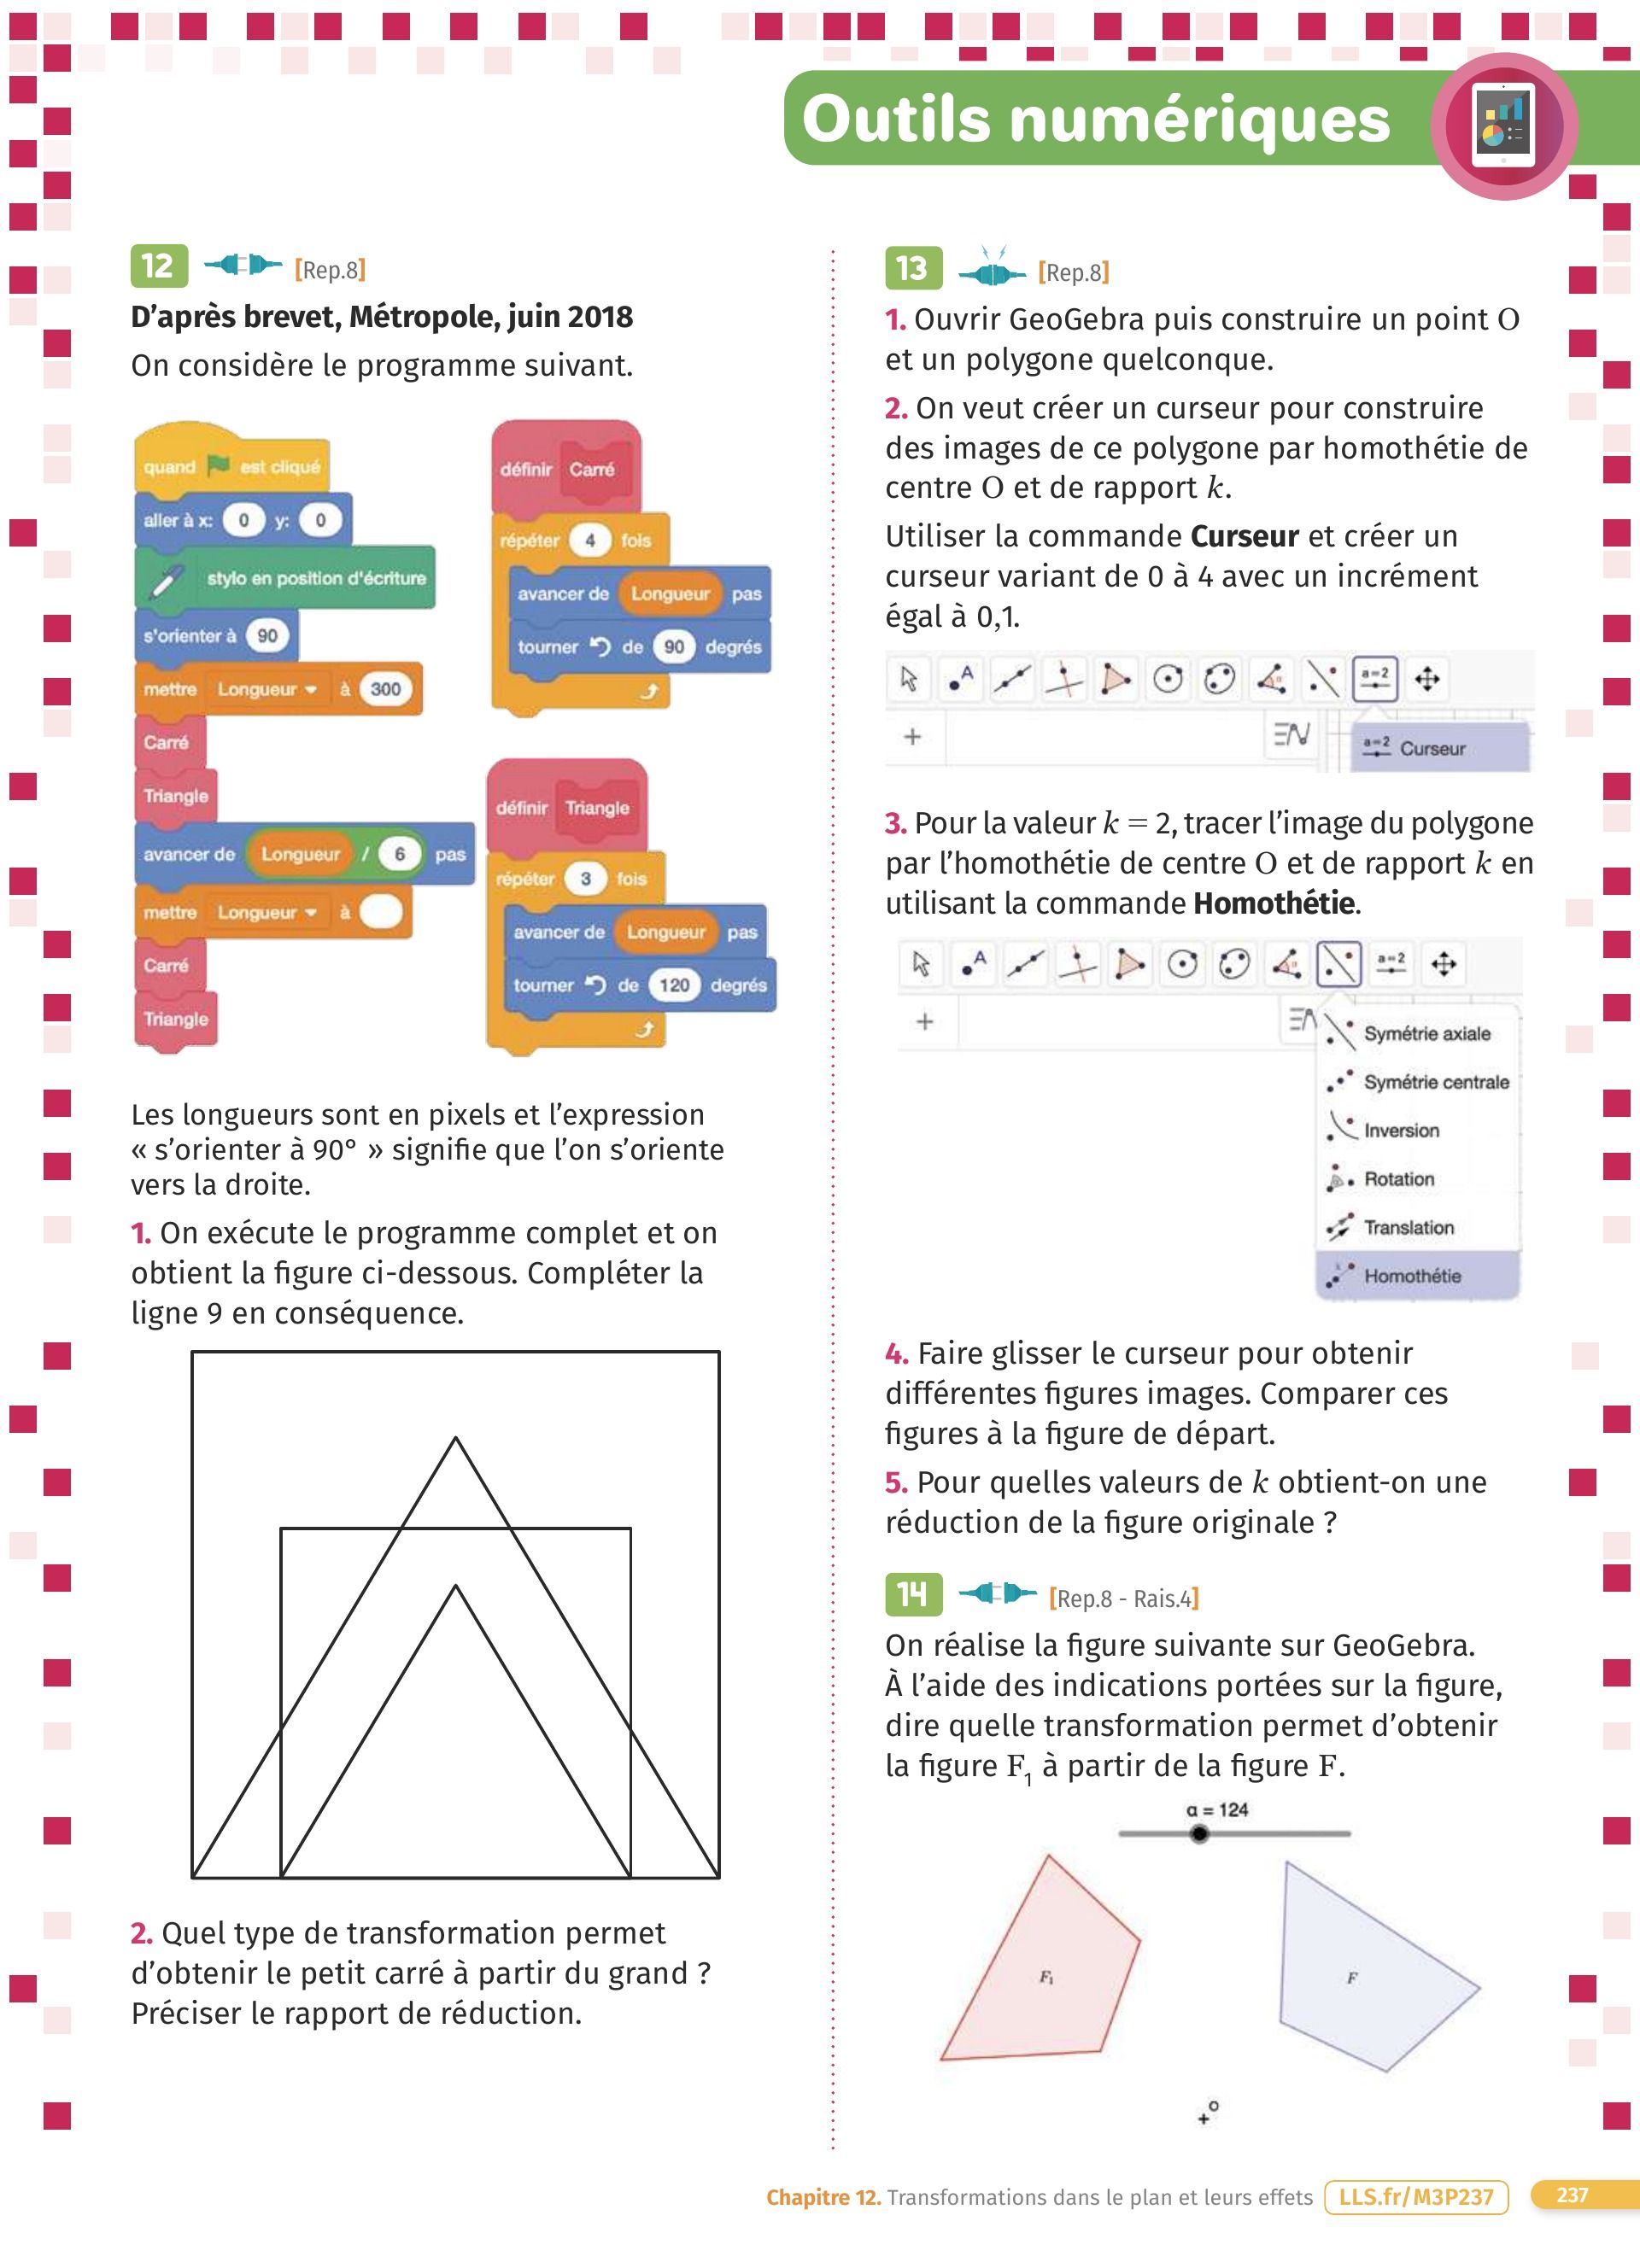 Outils numériques
12 [Rep.8]
D'après brevet, Métropole, juin 2018
On considère le programme suivant.
quand est cliqué
aller à x: 0 y: 0
stylo en position d'écriture
s'orienter à 90
mettre Longueur à 300
Carré
Triangle
avancer de Longueur / 6 pas
mettre Longueur à
Carré
Triangle
définir Carré
répéter 4 fois
avancer de Longueur pas
tourner de 90 degrés
définir Triangle
répéter 3 fois
avancer de Longueur pas
tourner de 120 degrés
Les longueurs sont en pixels et l'expression
« s'orienter à 90° » signifie que l'on s'oriente
vers la droite.
1. On exécute le programme complet et on
obtient la figure ci-dessous. Compléter la
ligne 9 en conséquence.
2. Quel type de transformation permet
d'obtenir le petit carré à partir du grand ?
Préciser le rapport de réduction.
13 [Rep.8]
1. Ouvrir GeoGebra puis construire un point O
et un polygone quelconque.
2. On veut créer un curseur pour construire
des images de ce polygone par homothétie de
centre O et de rapport k.
Utiliser la commande Curseur et créer un
curseur variant de 0 à 4 avec un incrément
égal à 0,1.
A a=2
+
a=2 Curseur
3. Pour la valeur k = 2, tracer l'image du polygone
par l'homothétie de centre O et de rapport k en
utilisant la commande Homothétie.
A a=2
+
Symétrie axiale
Symétrie centrale
Inversion
Rotation
Translation
Homothétie
4. Faire glisser le curseur pour obtenir
différentes figures images. Comparer ces
figures à la figure de départ.
5. Pour quelles valeurs de k obtient-on une
réduction de la figure originale ?
14 [Rep.8 - Rais.4]
On réalise la figure suivante sur GeoGebra.
À l'aide des indications portées sur la figure,
dire quelle transformation permet d'obtenir
la figure F₁ à partir de la figure F.
α = 124
F₁
F
O
Chapitre 12. Transformations dans le plan et leurs effets LLS.fr/M3P237 237